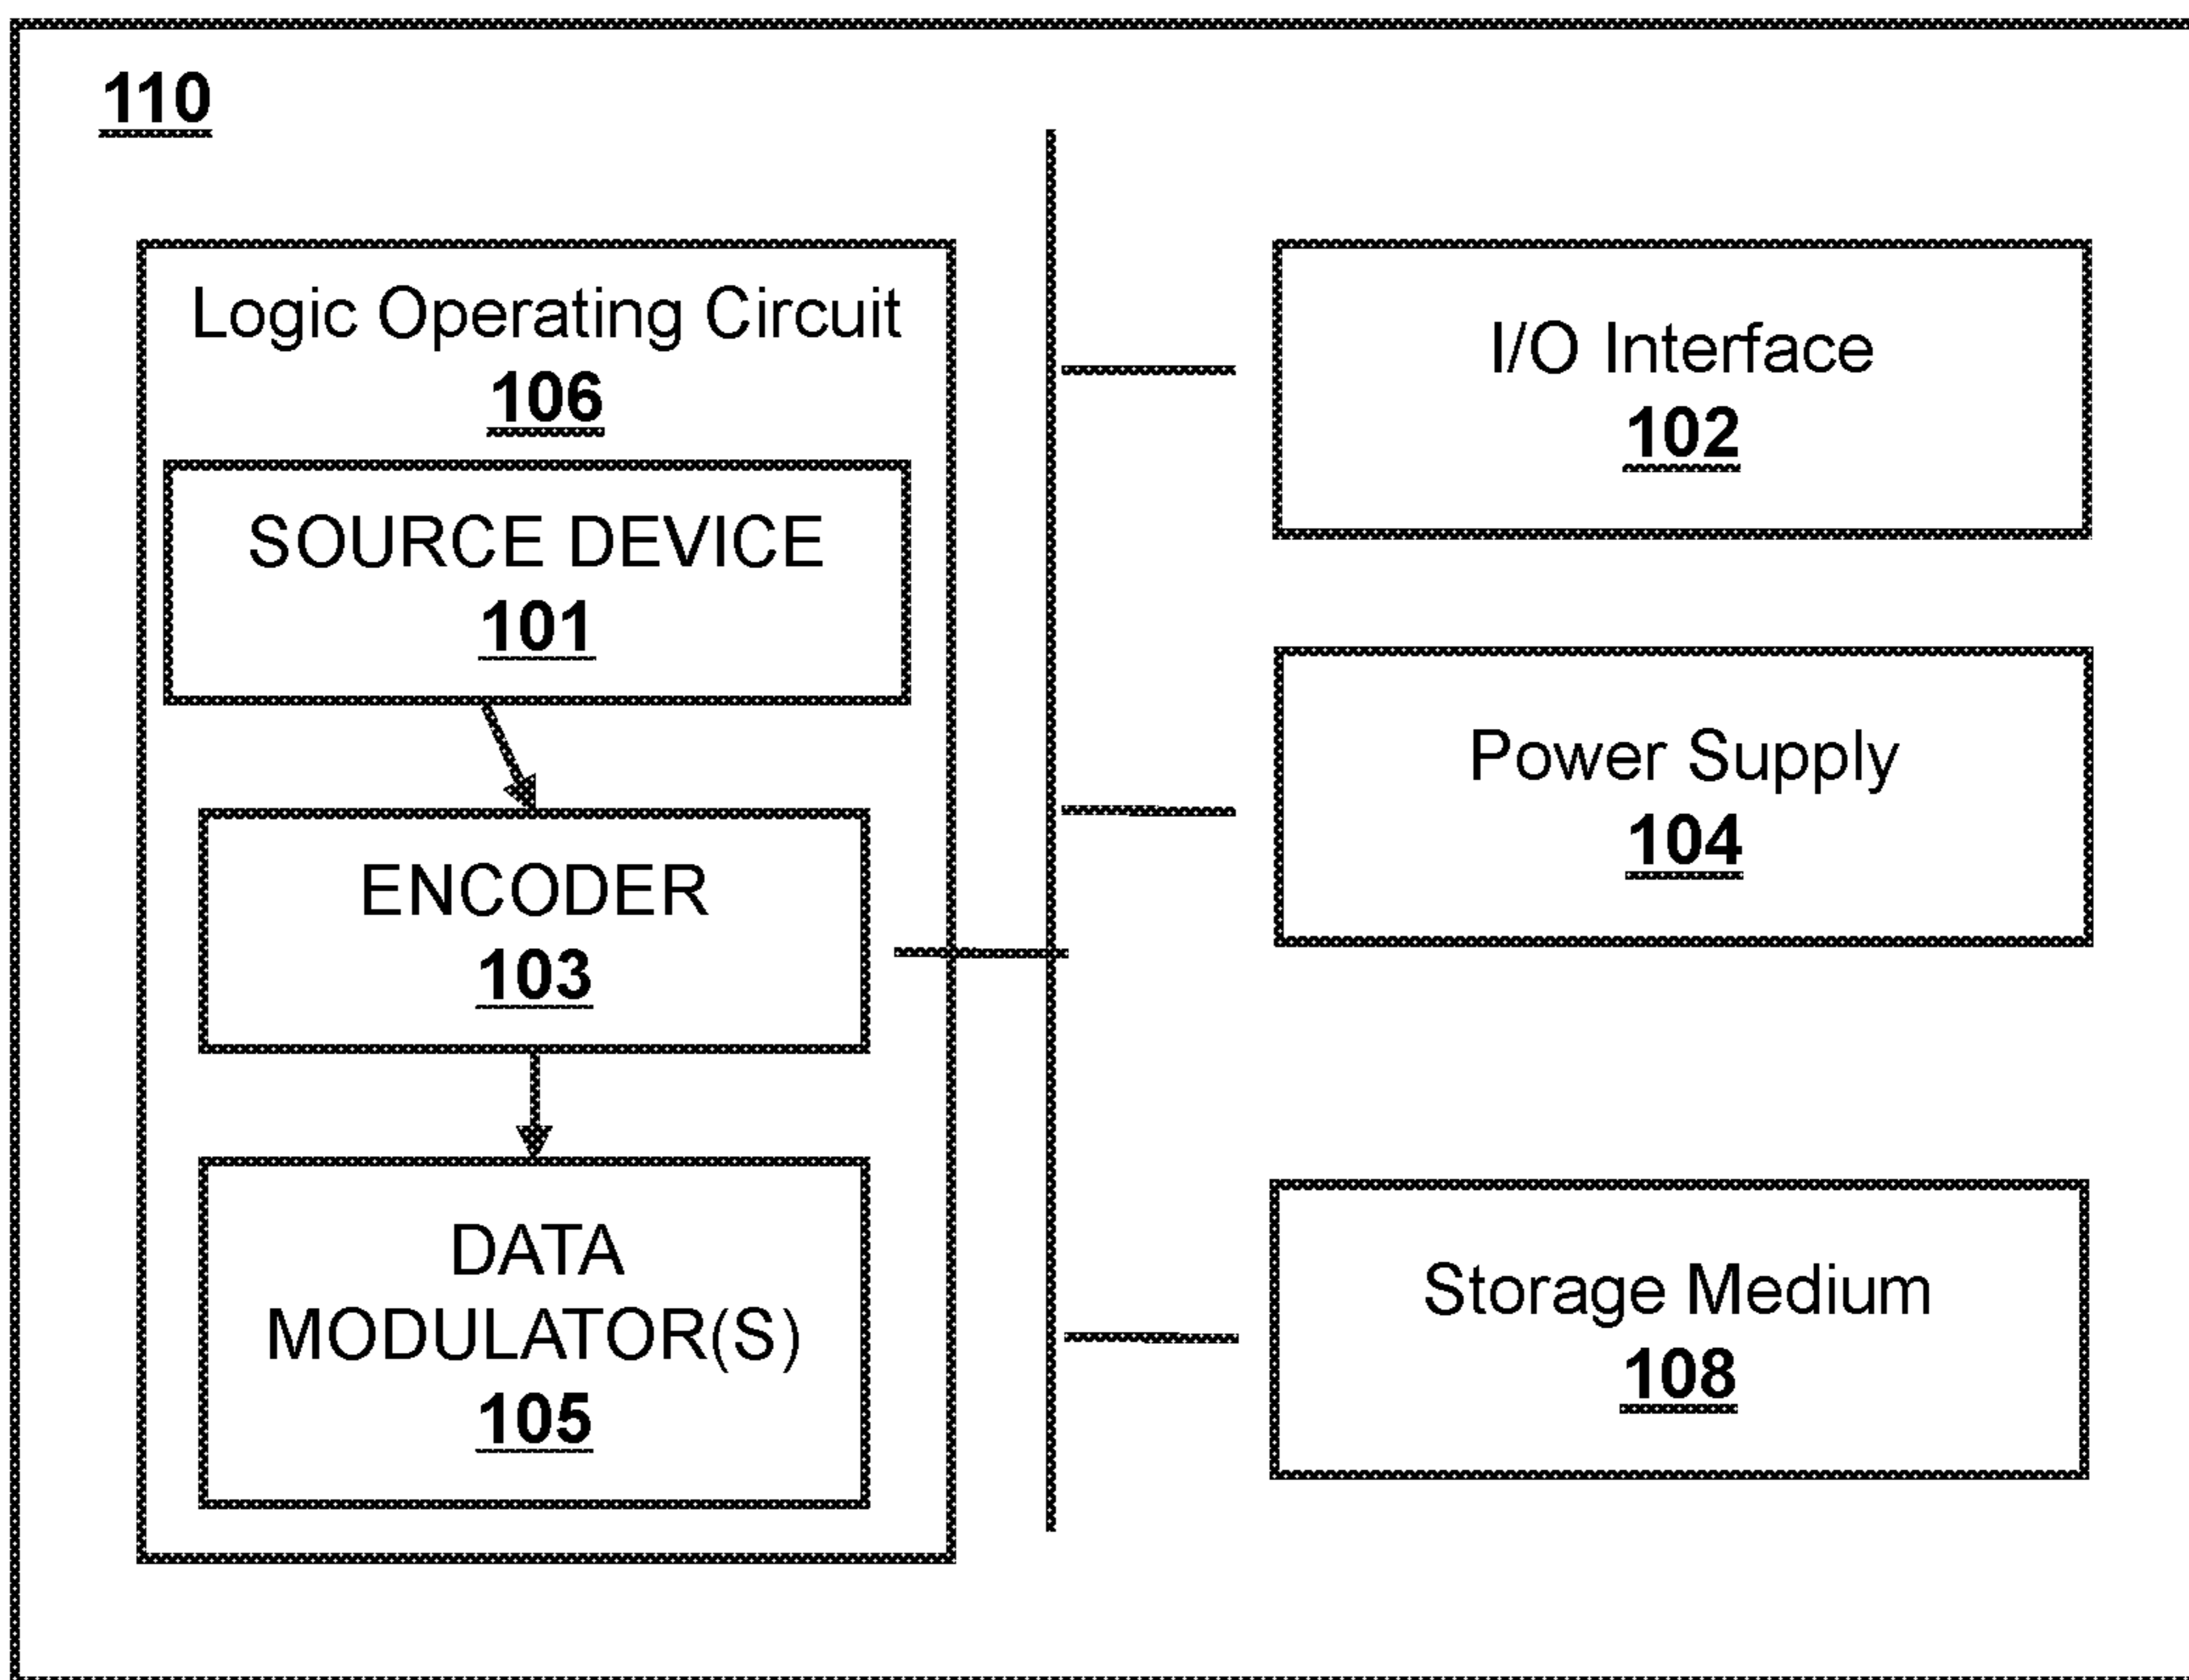 110
Logic Operating Circuit
106
SOURCE DEVICE
101
ENCODER
103
DATA
MODULATOR(S)
105
I/O Interface
102
Power Supply
104
Storage Medium
108